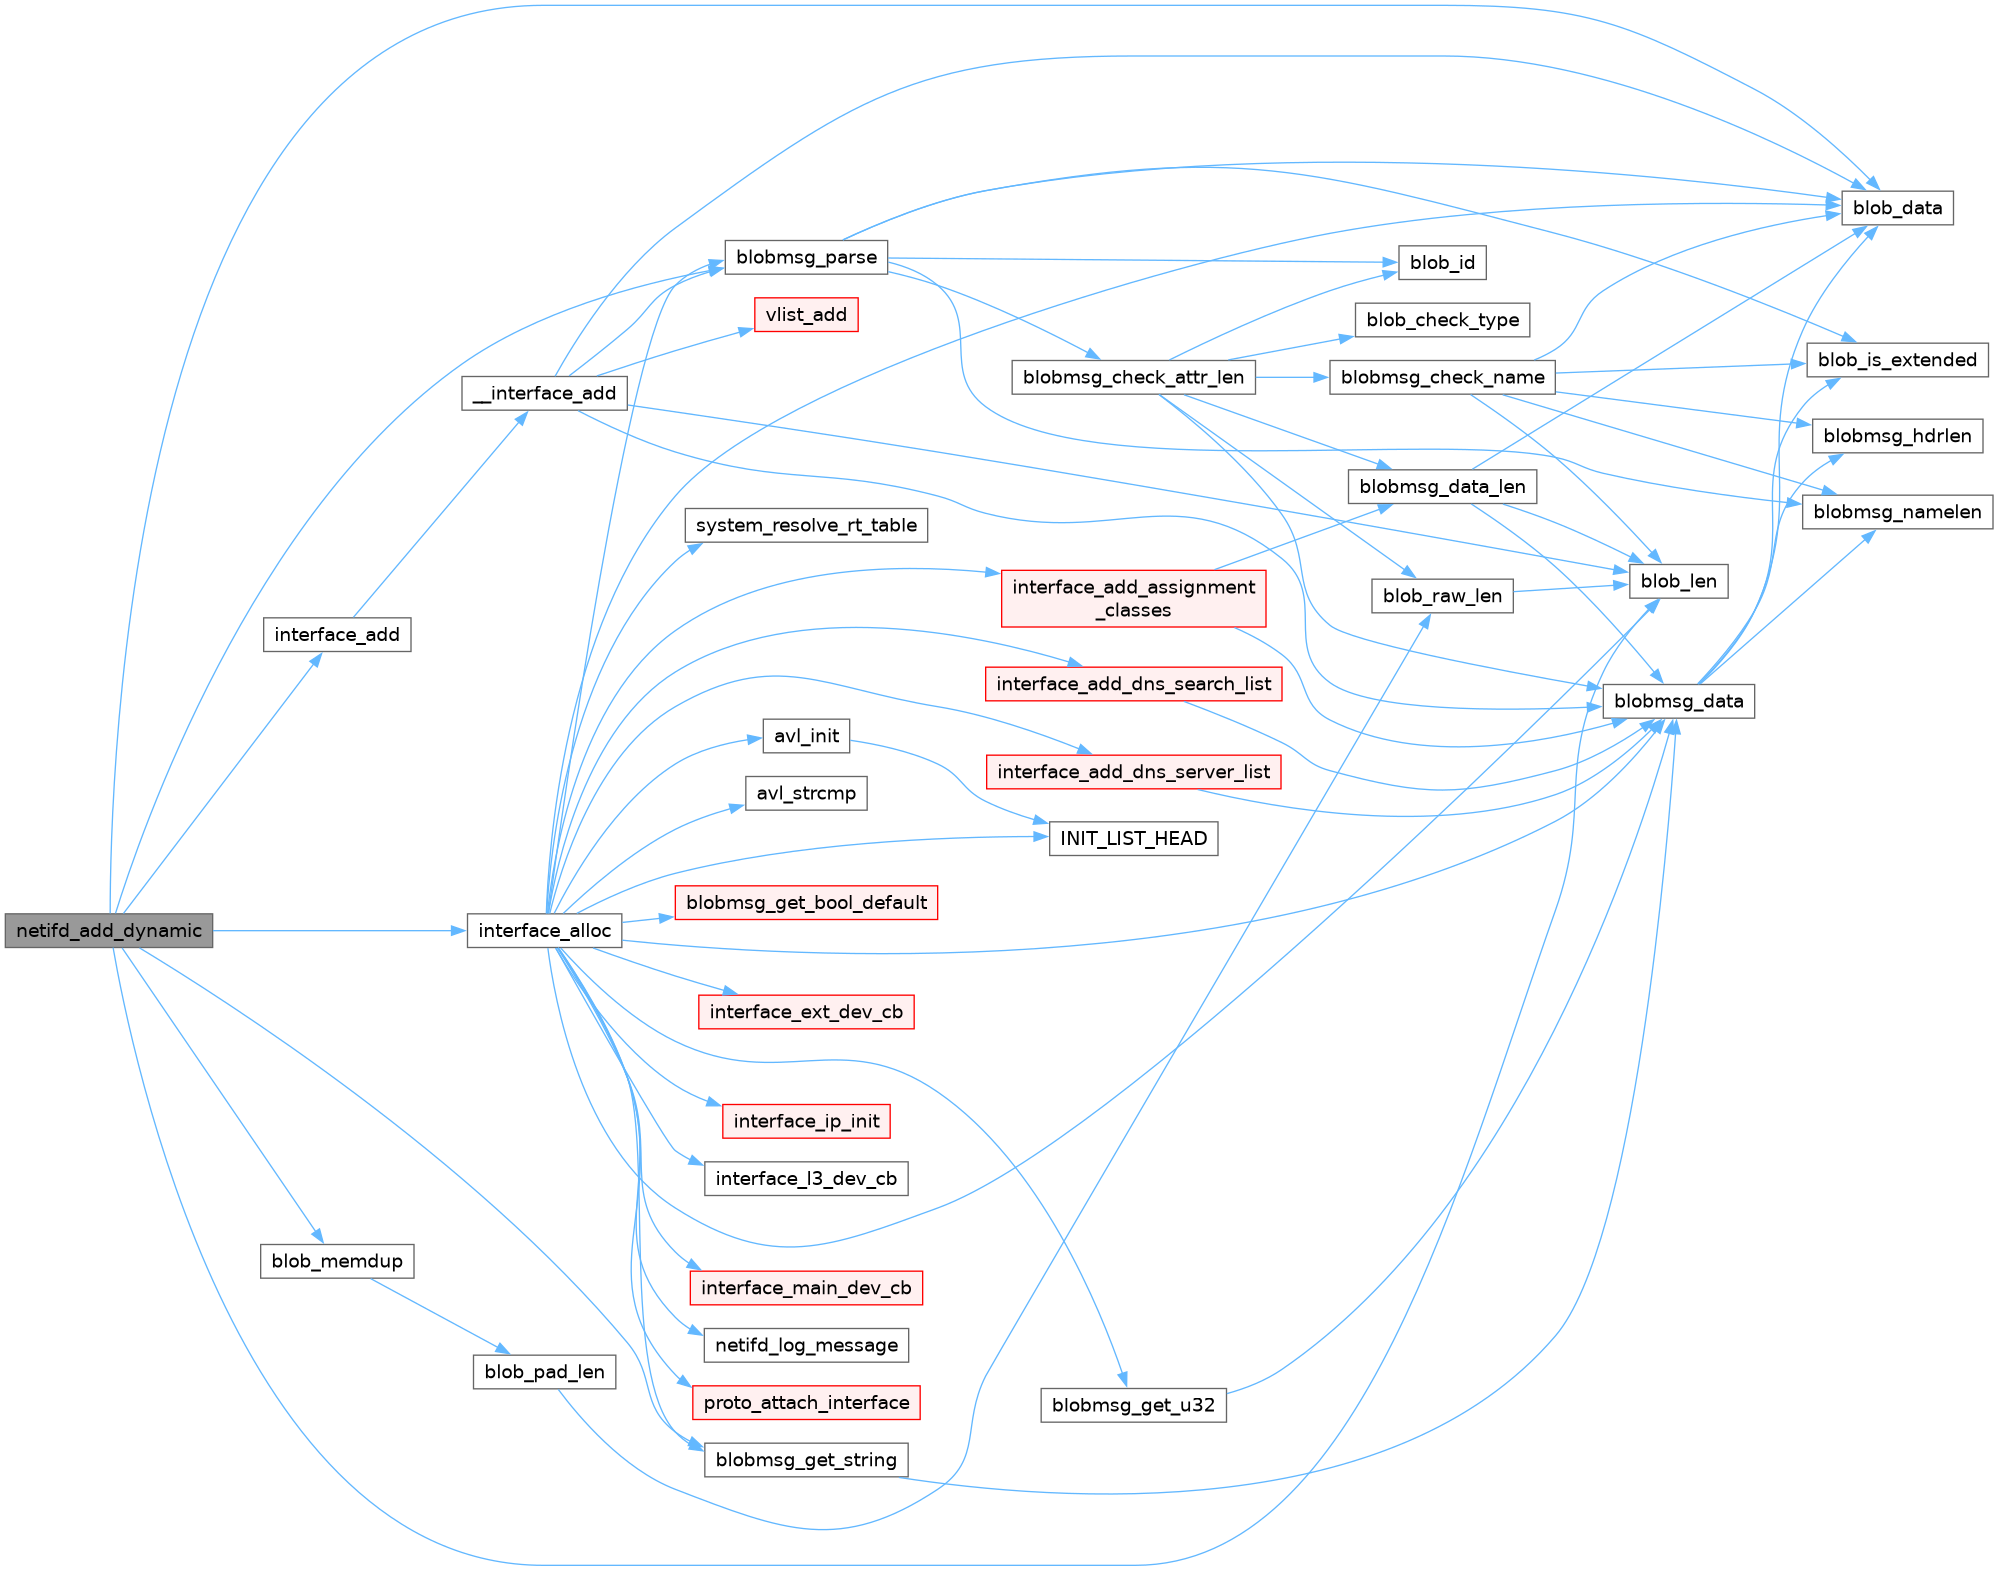 blob_data
blobmsg_parse
blob_id
vlist_add
blob_check_type
blob_is_extended
__interface_add
blobmsg_check_attr_len
blobmsg_check_name
blobmsg_hdrlen
blobmsg_data_len
blobmsg_namelen
system_resolve_rt_table
interface_add_assignment
_classes
blob_raw_len
blob_len
interface_add
interface_add_dns_search_list
blobmsg_data
avl_init
interface_add_dns_server_list
avl_strcmp
INIT_LIST_HEAD
blobmsg_get_bool_default
netifd_add_dynamic
interface_alloc
interface_ext_dev_cb
interface_ip_init
interface_l3_dev_cb
blob_memdup
interface_main_dev_cb
netifd_log_message
blob_pad_len
proto_attach_interface
blobmsg_get_u32
blobmsg_get_string